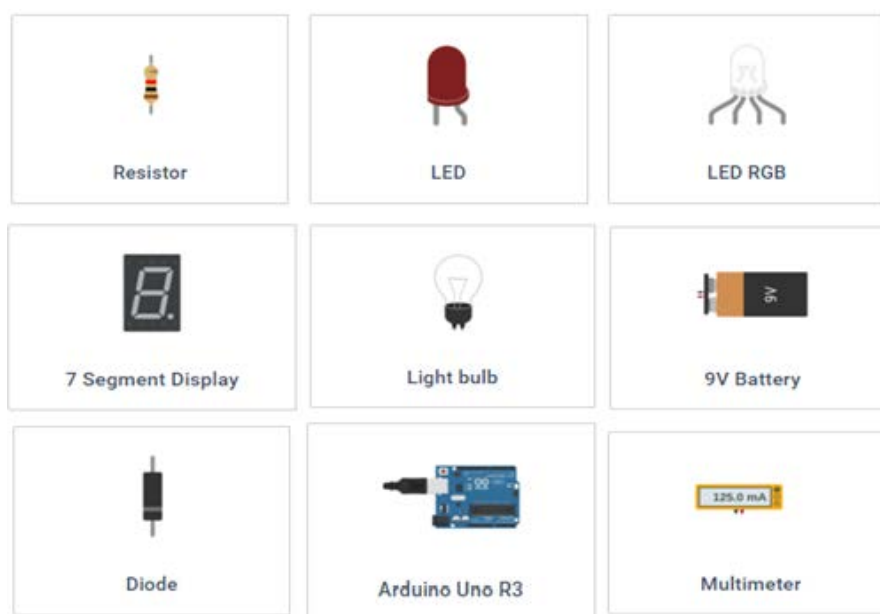 Resistor
LED
LED RGB
7 Segment Display
Light bulb
9V
9V Battery
Diode
Arduino Uno R3
125.0 mA
Multimeter